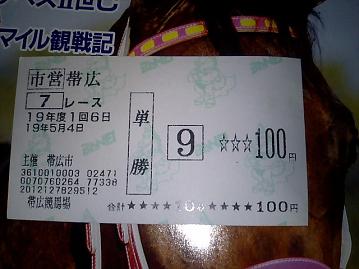 マイル観戦記
市営 帯広
7 レース
19年度1回6日
19年5月4日
単勝
9
☆☆☆100円
主催 帯広市
3610010003 02471
0070760264 77338
2012127829512
帯広競馬場
合計★★★★★★★★★★100円